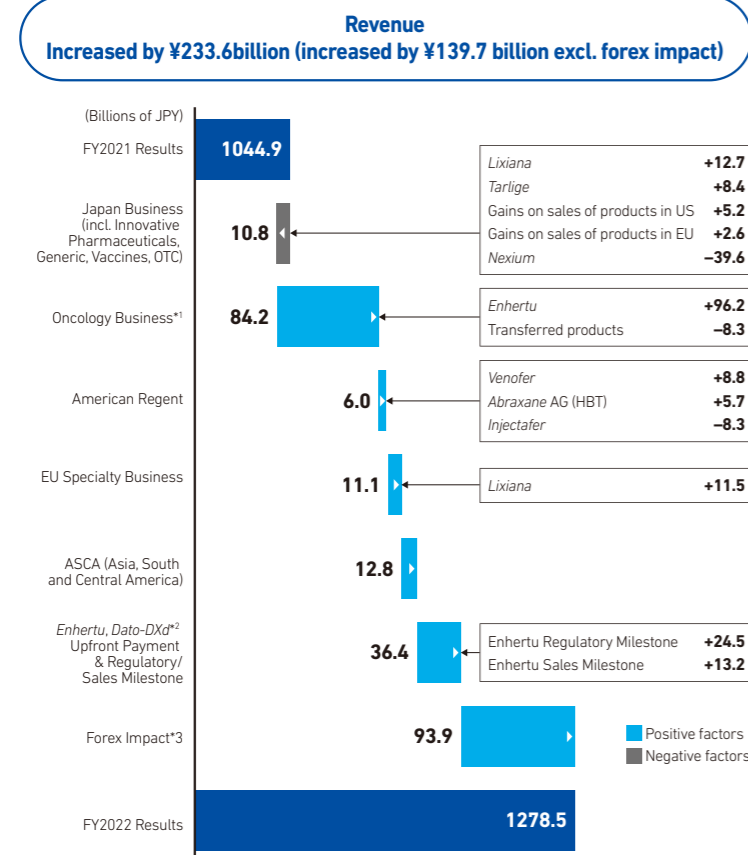 Revenue
Increased by ¥233.6billion (increased by ¥139.7 billion excl. forex impact)
(Billions of JPY)
FY2021 Results
1044.9
Japan Business
(incl. Innovative
Pharmaceuticals,
Generic, Vaccines, OTC)
10.8
Lixiana +12.7
Tarlige +8.4
Gains on sales of products in US +5.2
Gains on sales of products in EU +2.6
Nexium –39.6
Oncology Business*1
84.2
Enhertu +96.2
Transferred products –8.3
American Regent
6.0
Venofer +8.8
Abraxane AG (HBT) +5.7
Injectafer –8.3
EU Specialty Business
11.1
Lixiana +11.5
ASCA (Asia, South
and Central America)
12.8
Enhertu, Dato-DXd*2
Upfront Payment
& Regulatory/
Sales Milestone
36.4
Enhertu Regulatory Milestone +24.5
Enhertu Sales Milestone +13.2
Forex Impact*3
93.9
Positive factors
Negative factors
FY2022 Results
1278.5